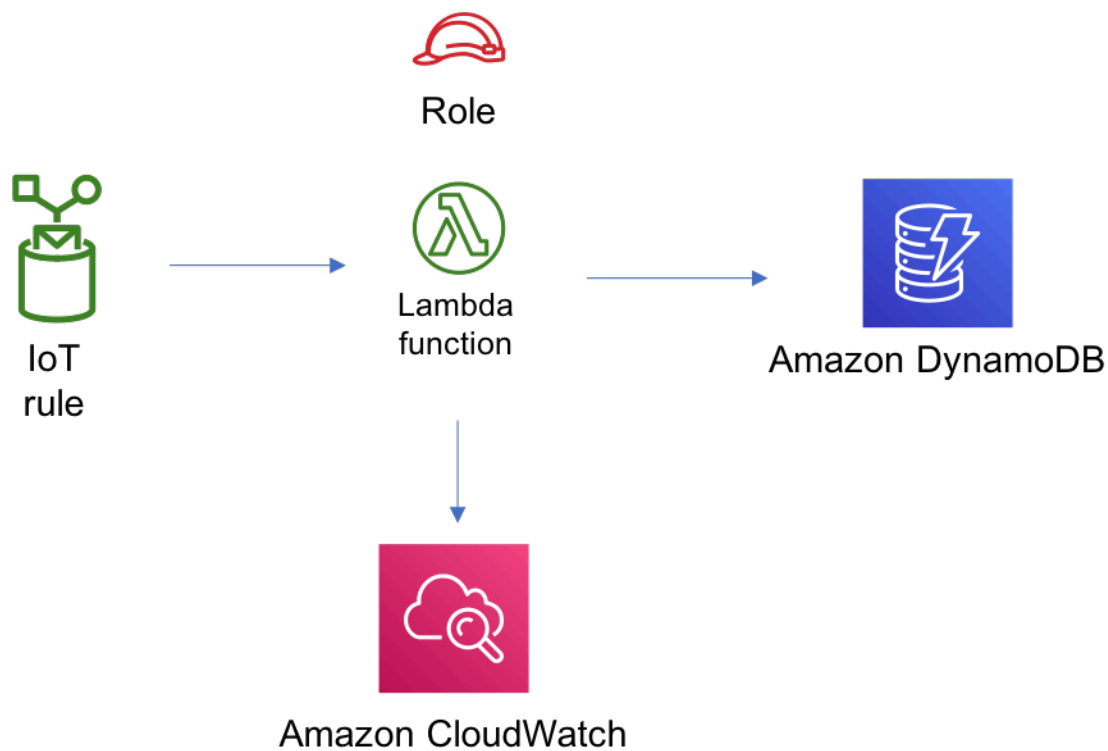 Role
IoT
rule
Lambda
function
Amazon DynamoDB
Amazon CloudWatch